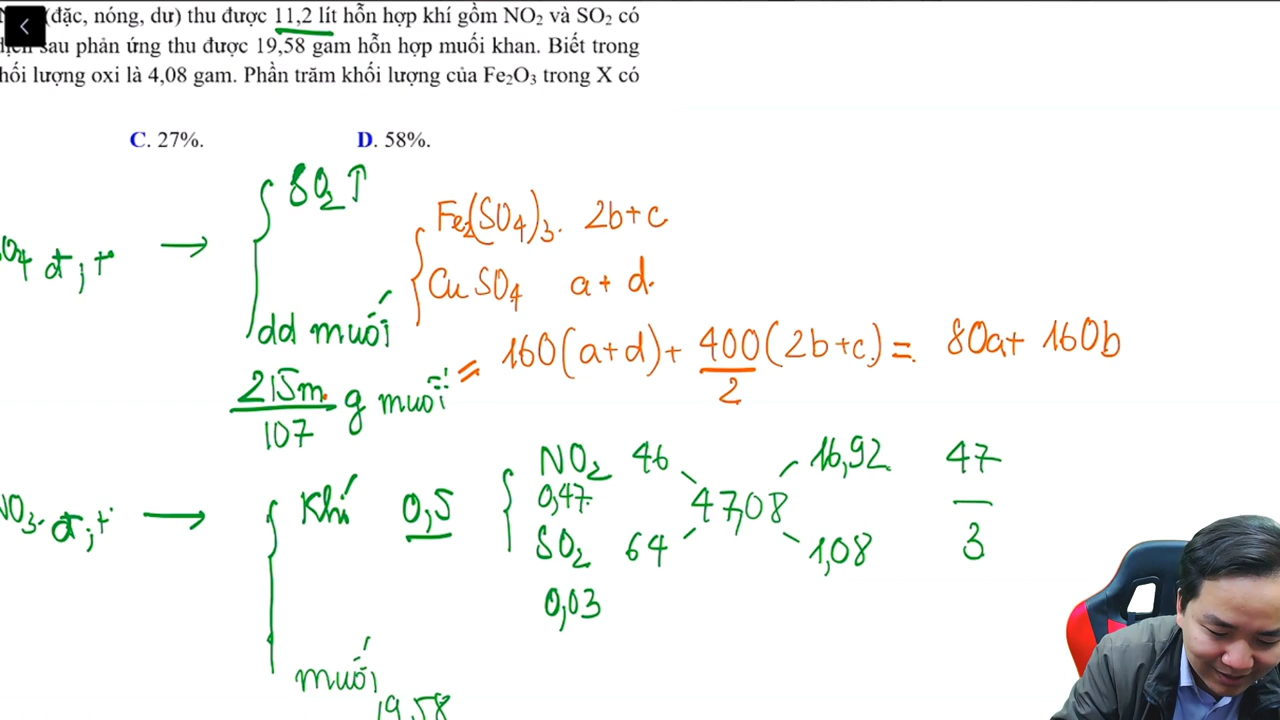 (đặc, nóng, dư) thu được 11,2 lít hỗn hợp khí gồm NO₂ và SO₂ có
sau phản ứng thu được 19,58 gam hỗn hợp muối khan. Biết trong
hối lượng oxi là 4,08 gam. Phần trăm khối lượng của Fe₂O₃ trong X có
C. 27%. D. 58%.
SO₂ ↑
Fe₂(SO₄)₃. 2b+c
O₄ đ,t° →
CuSO₄ a+d.
dd muối
= 160(a+d) + 400/2 (2b+c) = 80a + 160b
215m/107 g muối
NO₂ 46 16,92 47
NO₃ đ,t° → Khí 0,5 0,47 47,08 —
SO₂ 64 1,08 3
0,03
muối
19,58